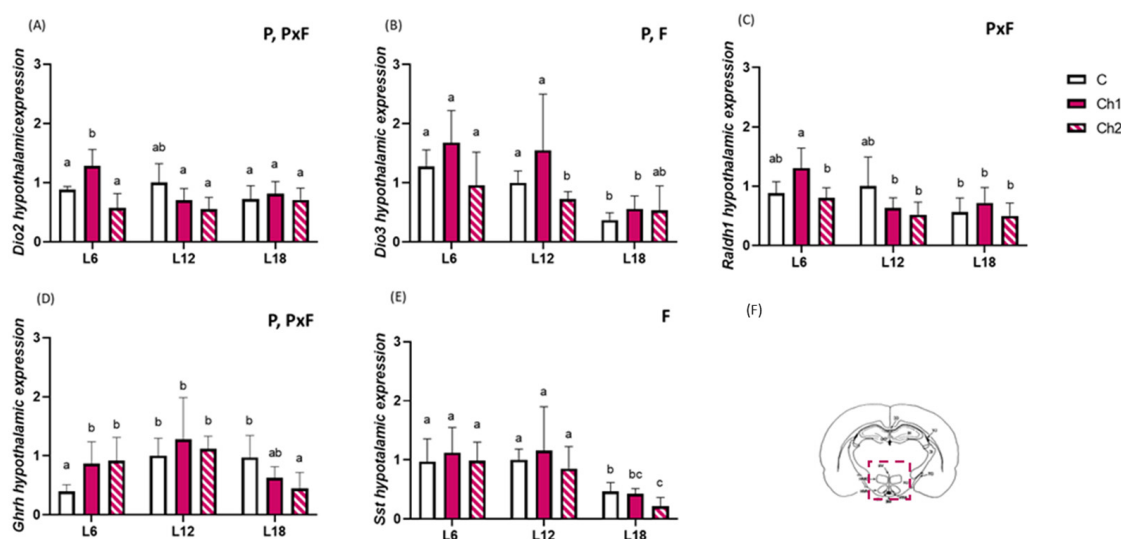 (A)
P, PxF
Dio2 hypothalamicexpression
3
2
1
0
a
b
a
ab
a
a
a
a
a
L6
L12
L18
(B)
P, F
Dio3 hypothalamic expression
3
2
1
0
a
a
a
a
a
b
b
b
ab
L6
L12
L18
(C)
PxF
Raldh1 hypothalamic expression
3
2
1
0
ab
a
b
ab
b
b
b
b
b
L6
L12
L18
C
Ch1
Ch2
(D)
P, PxF
Ghrh hypothalamic expression
3
2
1
0
a
b
b
b
b
b
b
ab
a
L6
L12
L18
(E)
F
Sst hypotalamic expression
3
2
1
0
a
a
a
a
a
a
b
bc
c
L6
L12
L18
(F)